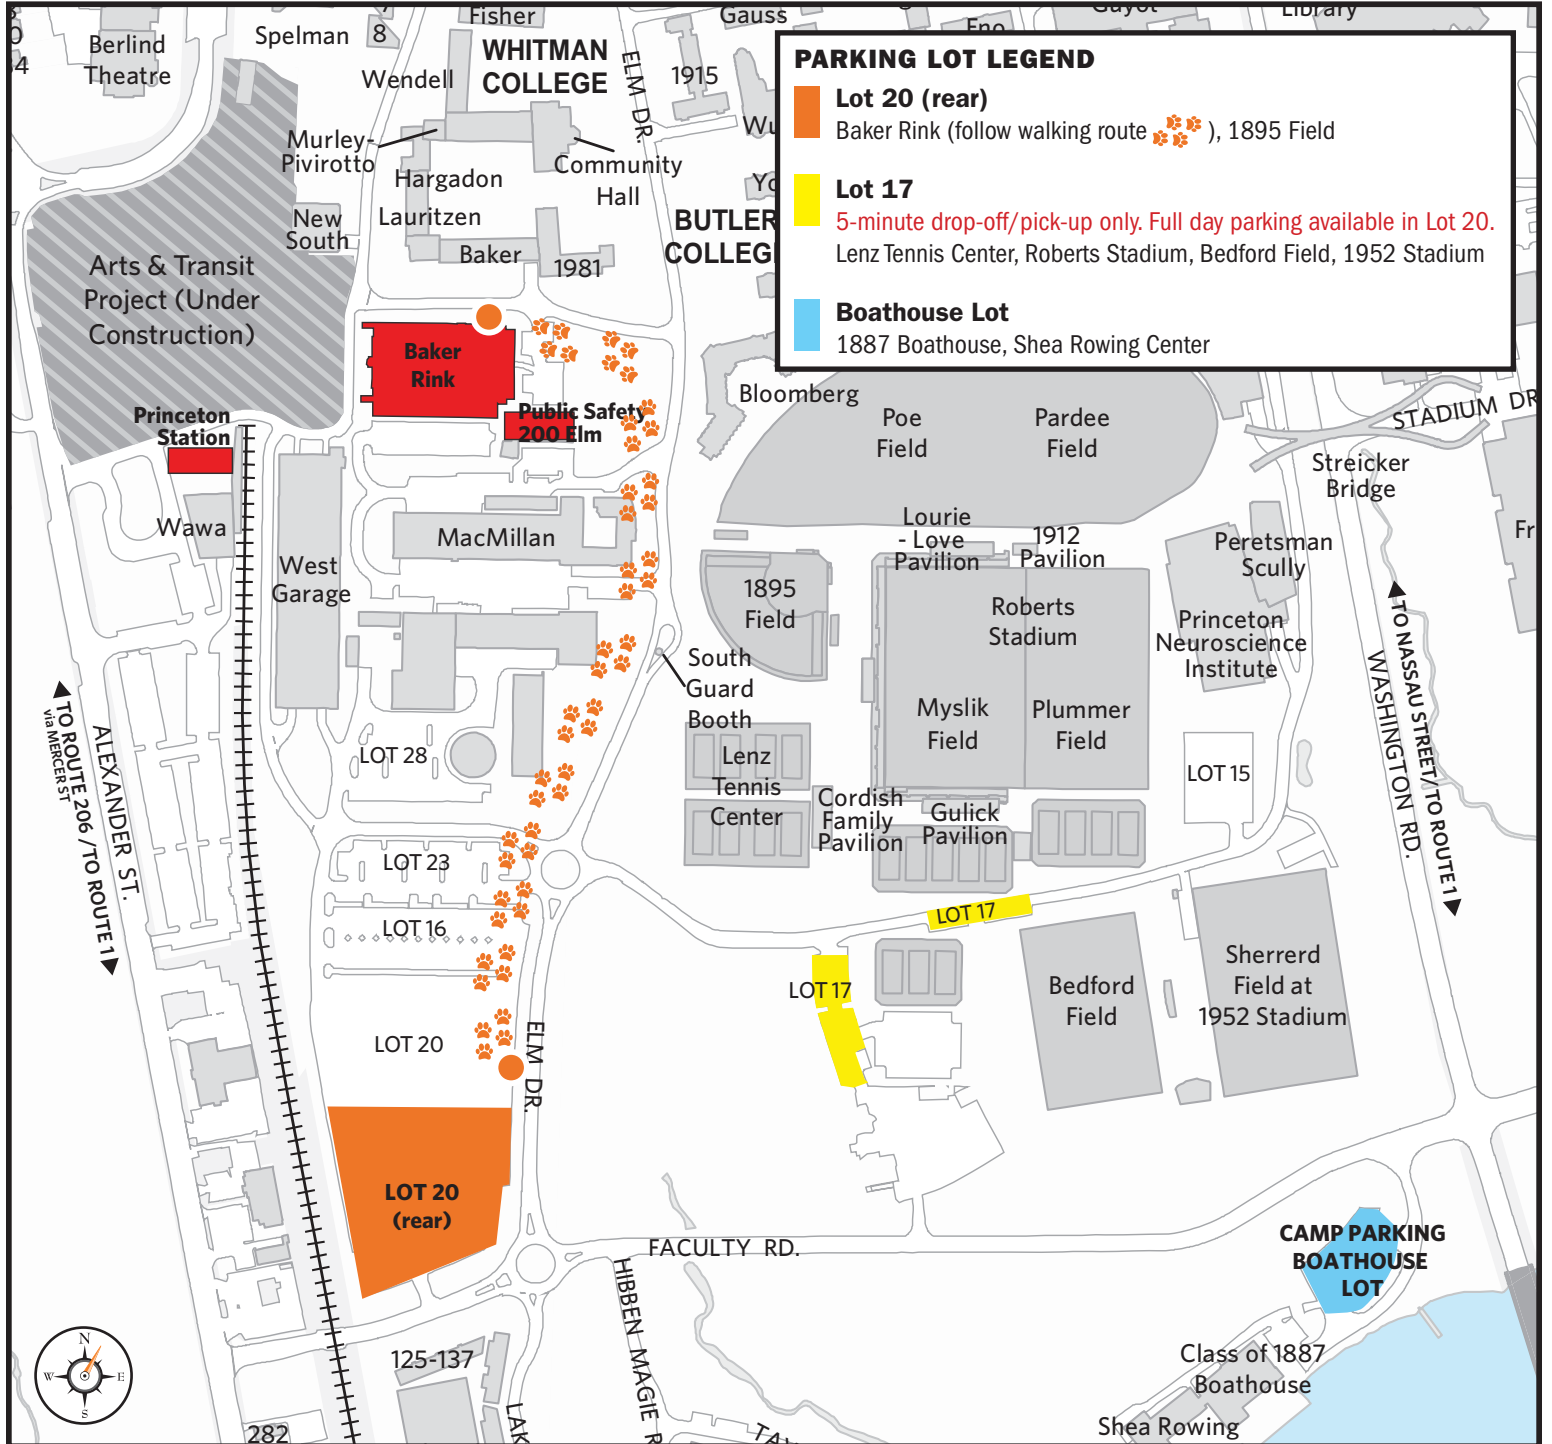 Fisher
Gauss
Guyot
Library
Eno
Berlind
Theatre
Spelman
8
WHITMAN
COLLEGE
Wendell
ELM DR.
1915
Murley-
Pivirotto
Hargadon
Community
Hall
New
South
Lauritzen
Baker
1981
BUTLER
PARKING LOT LEGEND
Lot 20 (rear)
Baker Rink (follow walking route ), 1895 Field
Lot 17
5-minute drop-off/pick-up only. Full day parking available in Lot 20.
Lenz Tennis Center, Roberts Stadium, Bedford Field, 1952 Stadium
Boathouse Lot
1887 Boathouse, Shea Rowing Center
Arts & Transit
Project (Under
Construction)
Baker
Rink
Princeton
Station
Public Safety
200 Elm
Bloomberg
Poe
Field
Pardee
Field
STADIUM DR
Streicker
Bridge
Wawa
MacMillan
West
Garage
Lourie
- Love
Pavilion
1912
Pavilion
Peretsman
Scully
Fr
1895
Field
Roberts
Stadium
Princeton
Neuroscience
Institute
South
Guard
Booth
Myslik
Field
Plummer
Field
TO NASSAU STREET/ TO ROUTE 1
WASHINGTON RD.
TO ROUTE 206 / TO ROUTE 1
via MERCER ST
ALEXANDER ST.
LOT 28
Lenz
Tennis
Center
LOT 15
Cordish
Family
Pavilion
Gulick
Pavilion
LOT 23
LOT 16
LOT 17
LOT 17
LOT 20
ELM DR.
Bedford
Field
Sherrerd
Field at
1952 Stadium
LOT 20
(rear)
FACULTY RD.
HIBBEN MAGIE R
CAMP PARKING
BOATHOUSE
LOT
N
W
E
S
125-137
LAK
282
TAY
Class of 1887
Boathouse
Shea Rowing